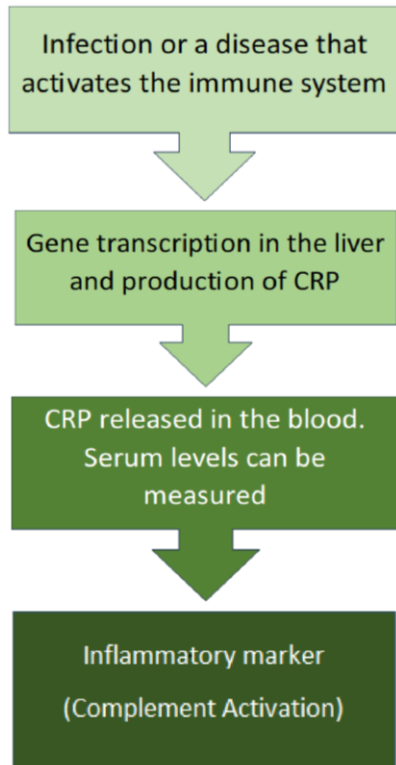 Infection or a disease that
activates the immune system
Gene transcription in the liver
and production of CRP
CRP released in the blood.
Serum levels can be
measured
Inflammatory marker
(Complement Activation)